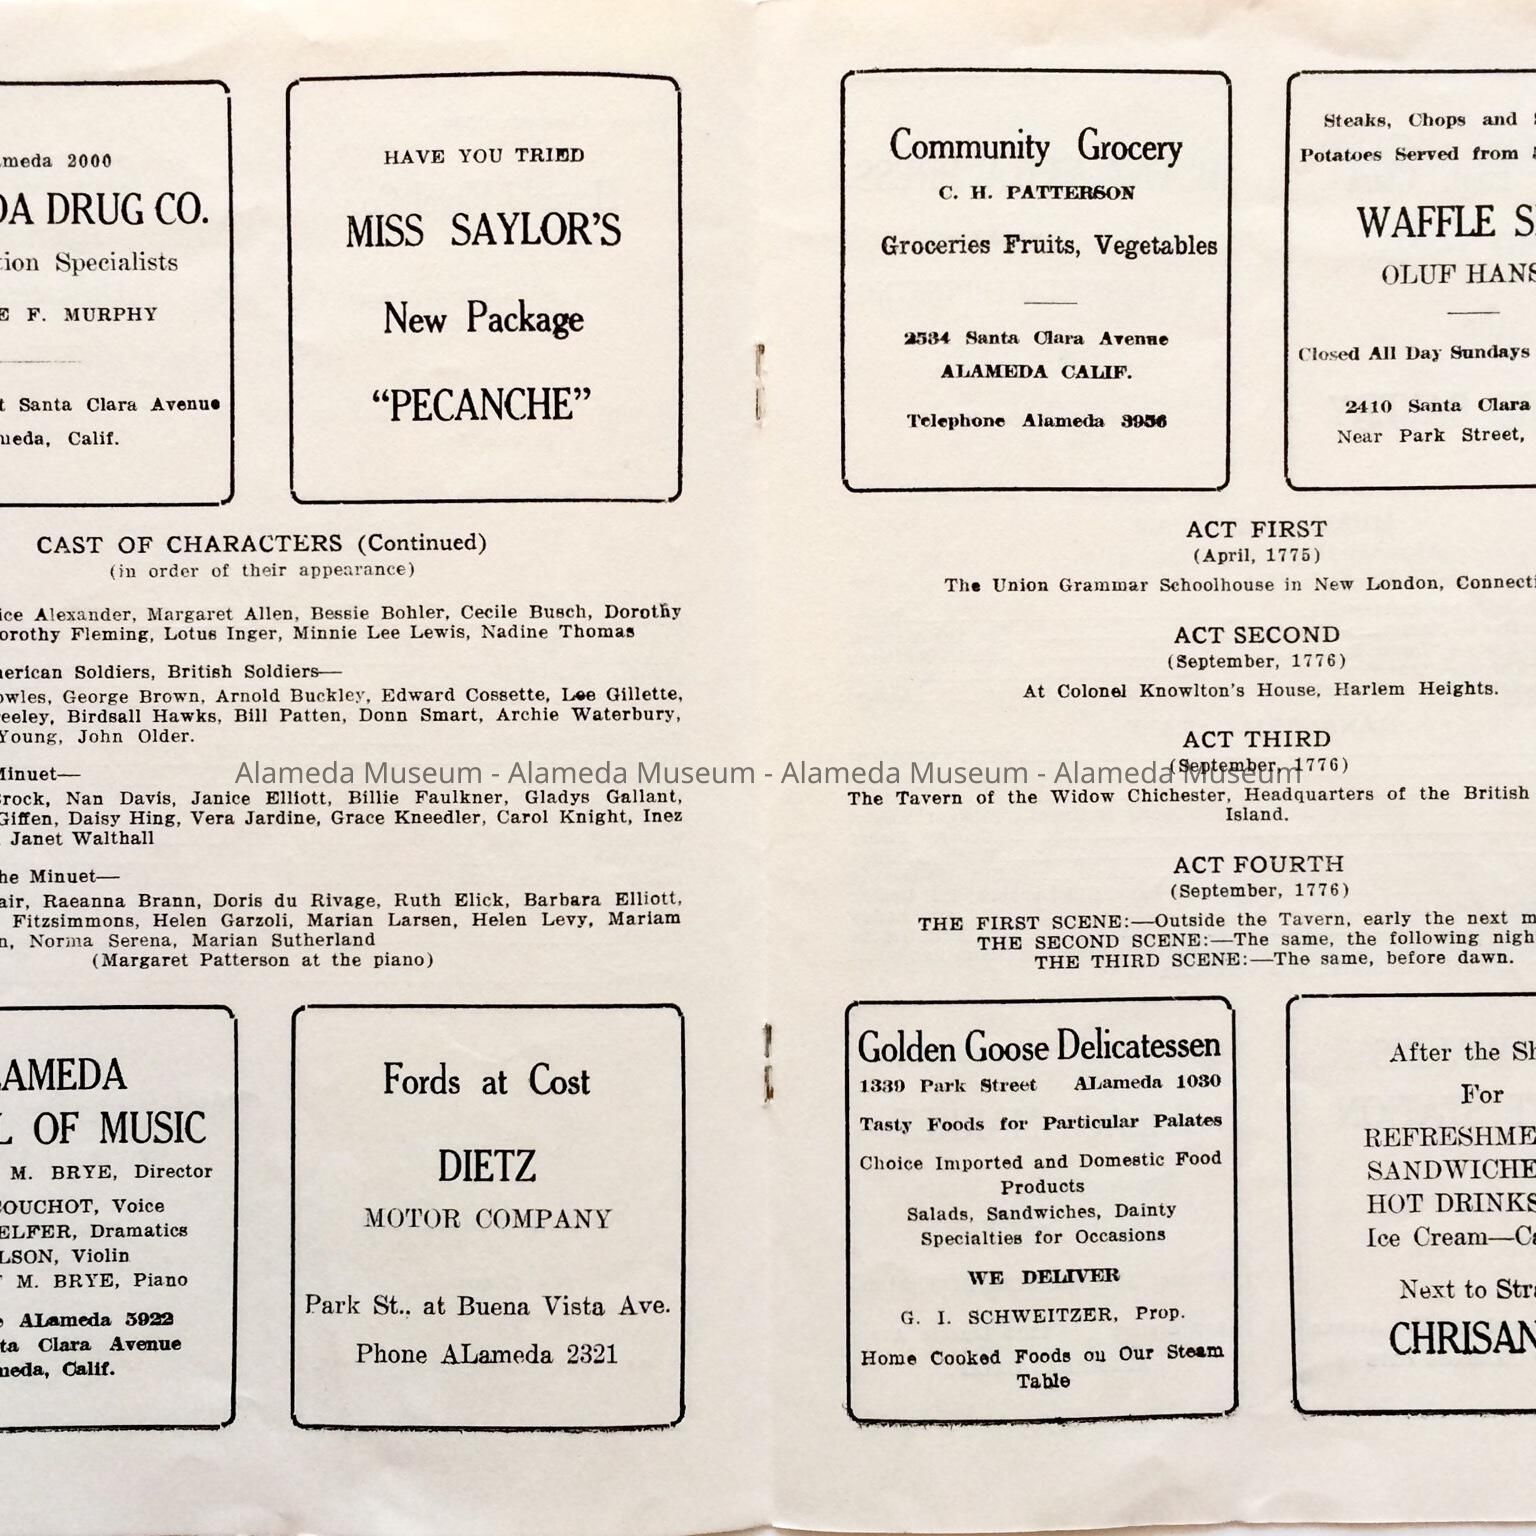 meda 2000
DA DRUG CO.
tion Specialists
E F. MURPHY
t Santa Clara Avenue
meda, Calif.
HAVE YOU TRIED
MISS SAYLOR'S
New Package
"PECANCHE"
CAST OF CHARACTERS (Continued)
(in order of their appearance)
ice Alexander, Margaret Allen, Bessie Bohler, Cecile Busch, Dorothy
orothy Fleming, Lotus Inger, Minnie Lee Lewis, Nadine Thomas
merican Soldiers, British Soldiers—
owles, George Brown, Arnold Buckley, Edward Cossette, Lee Gillette,
eeley, Birdsall Hawks, Bill Patten, Donn Smart, Archie Waterbury,
Young, John Older.
Minuet—
Brock, Nan Davis, Janice Elliott, Billie Faulkner, Gladys Gallant,
Giffen, Daisy Hing, Vera Jardine, Grace Kneedler, Carol Knight, Inez
Janet Walthall
he Minuet—
air, Raeanna Brann, Doris du Rivage, Ruth Elick, Barbara Elliott,
Fitzsimmons, Helen Garzoli, Marian Larsen, Helen Levy, Mariam
n, Norma Serena, Marian Sutherland
(Margaret Patterson at the piano)
LAMEDA
L OF MUSIC
M. BRYE, Director
COUCHOT, Voice
ELFER, Dramatics
LSON, Violin
T M. BRYE, Piano
e ALameda 5922
ta Clara Avenue
meda, Calif.
Fords at Cost
DIETZ
MOTOR COMPANY
Park St., at Buena Vista Ave.
Phone ALameda 2321
Community Grocery
C. H. PATTERSON
Groceries Fruits, Vegetables
2534 Santa Clara Avenue
ALAMEDA CALIF.
Telephone Alameda 3956
Steaks, Chops and S
Potatoes Served from
WAFFLE S
OLUF HANS
Closed All Day Sundays
2410 Santa Clara
Near Park Street,
ACT FIRST
(April, 1775)
The Union Grammar Schoolhouse in New London, Connecti
ACT SECOND
(September, 1776)
At Colonel Knowlton's House, Harlem Heights.
ACT THIRD
(September, 1776)
The Tavern of the Widow Chichester, Headquarters of the British
Island.
ACT FOURTH
(September, 1776)
THE FIRST SCENE:—Outside the Tavern, early the next m
THE SECOND SCENE:—The same, the following nigh
THE THIRD SCENE:—The same, before dawn.
Golden Goose Delicatessen
1339 Park Street ALameda 1030
Tasty Foods for Particular Palates
Choice Imported and Domestic Food
Products
Salads, Sandwiches, Dainty
Specialties for Occasions
WE DELIVER
G. I. SCHWEITZER, Prop.
Home Cooked Foods on Our Steam
Table
After the Sh
For
REFRESHME
SANDWICHE
HOT DRINKS
Ice Cream—Ca
Next to Stra
CHRISAN
Alameda Museum - Alameda Museum - Alameda Museum - Alameda Museum